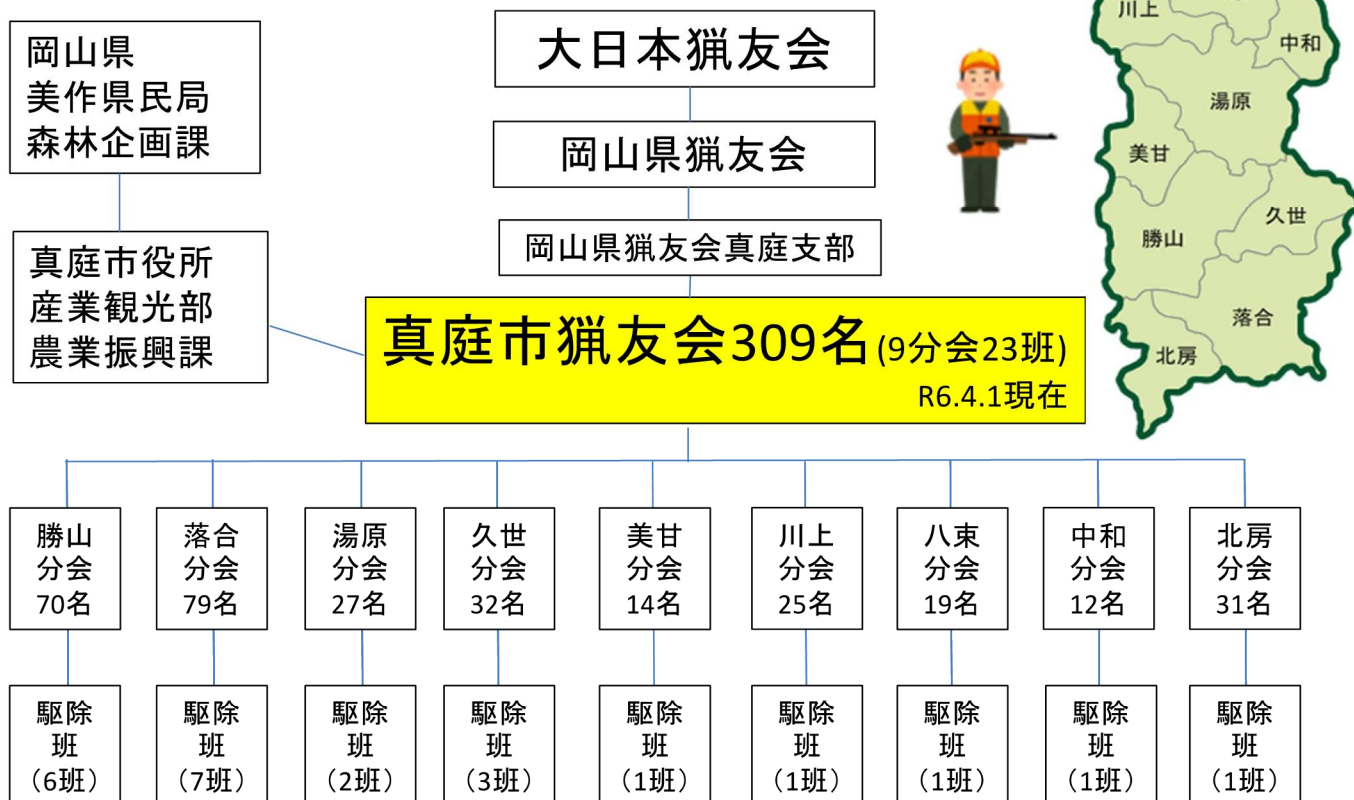 岡山県
美作県民局
森林企画課
真庭市役所
産業観光部
農業振興課
大日本猟友会
岡山県猟友会
岡山県猟友会真庭支部
真庭市猟友会309名(9分会23班)
R6.4.1現在
川上
中和
湯原
美甘
久世
勝山
落合
北房
勝山
分会
70名
落合
分会
79名
湯原
分会
27名
久世
分会
32名
美甘
分会
14名
川上
分会
25名
八束
分会
19名
中和
分会
12名
北房
分会
31名
駆除
班
(6班)
駆除
班
(7班)
駆除
班
(2班)
駆除
班
(3班)
駆除
班
(1班)
駆除
班
(1班)
駆除
班
(1班)
駆除
班
(1班)
駆除
班
(1班)